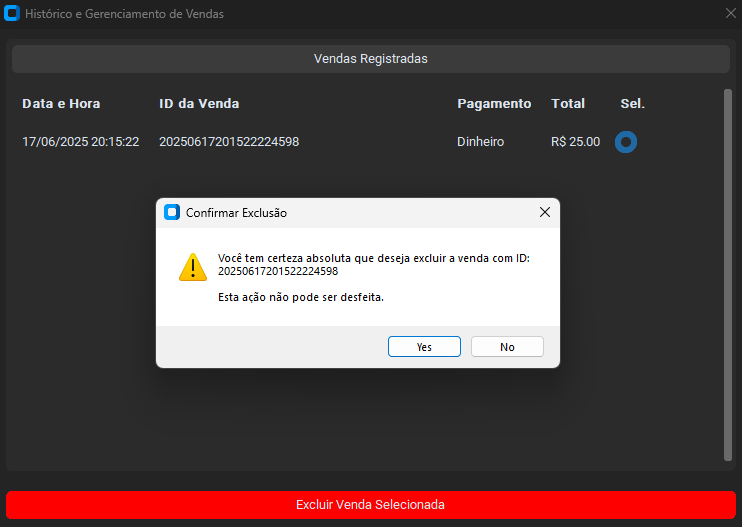 Histórico e Gerenciamento de Vendas
Vendas Registradas
Data e Hora ID da Venda Pagamento Total Sel.
17/06/2025 20:15:22 20250617201522224598 Dinheiro R$ 25.00
Confirmar Exclusão
Você tem certeza absoluta que deseja excluir a venda com ID:
20250617201522224598
Esta ação não pode ser desfeita.
Yes No
Excluir Venda Selecionada